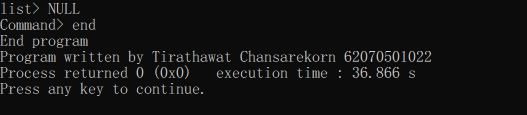 list> NULL
Command> end
End program
Program written by Tirathawat Chansarekorn 62070501022
Process returned 0 (0x0)   execution time : 36.866 s
Press any key to continue.